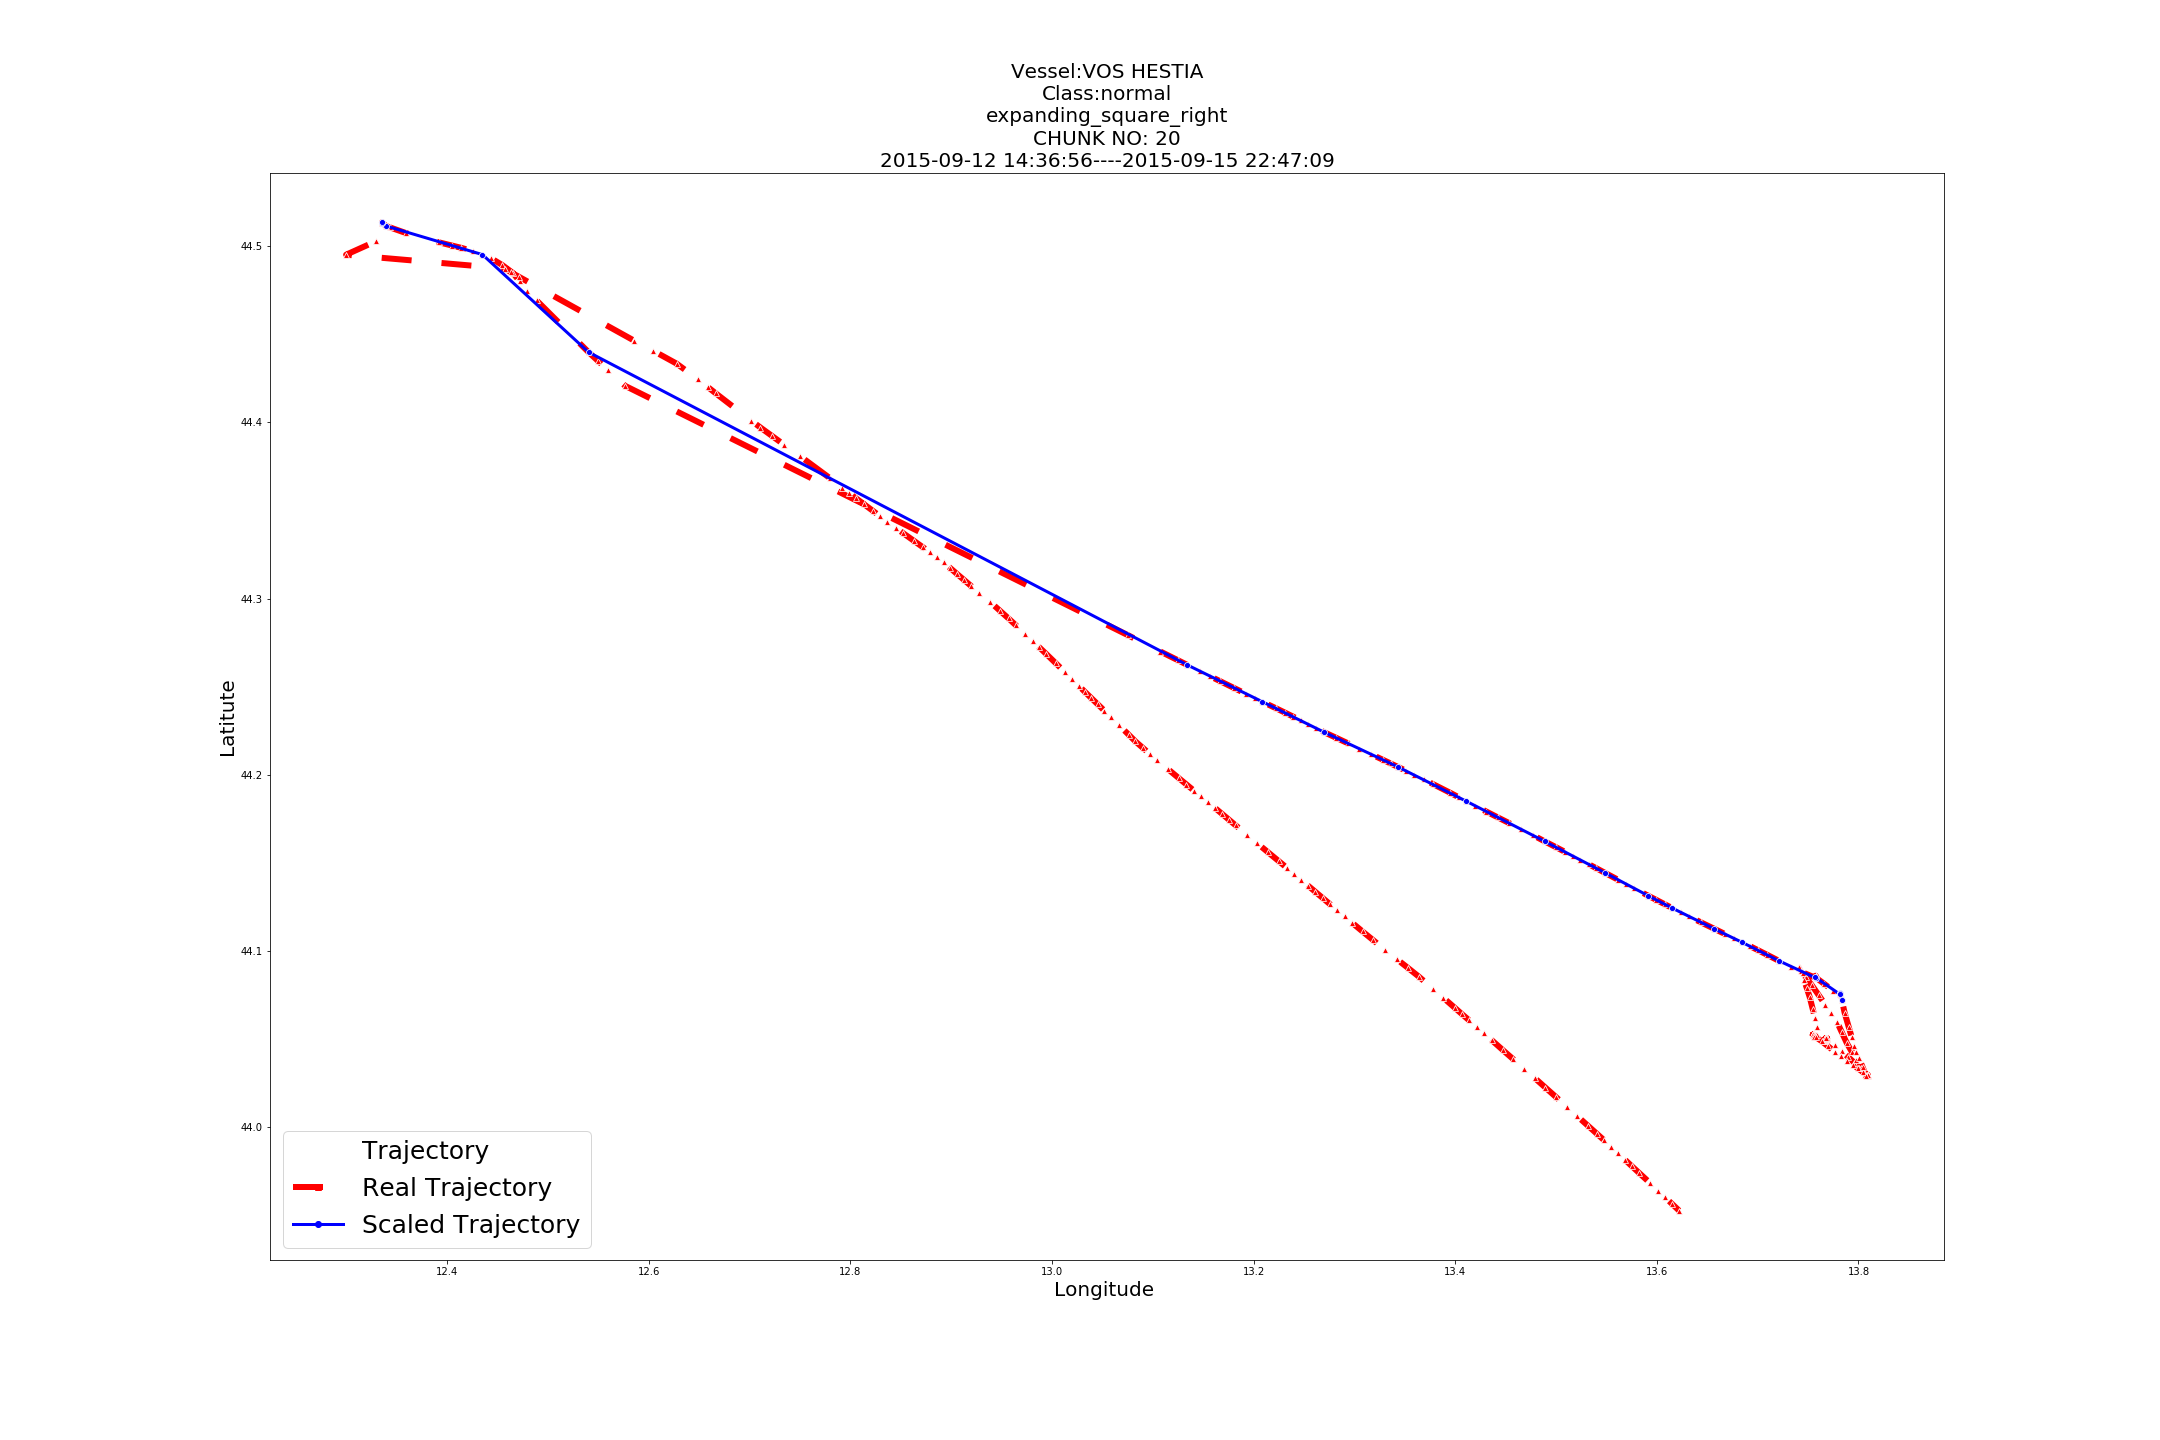 Vessel:VOS HESTIA
Class:normal
expanding_square_right
CHUNK NO: 20
2015-09-12 14:36:56----2015-09-15 22:47:09
44.5
44.4
44.3
44.2
44.1
44.0
Latitute
Trajectory
Real Trajectory
Scaled Trajectory
12.4 12.6 12.8 13.0 13.2 13.4 13.6 13.8
Longitude